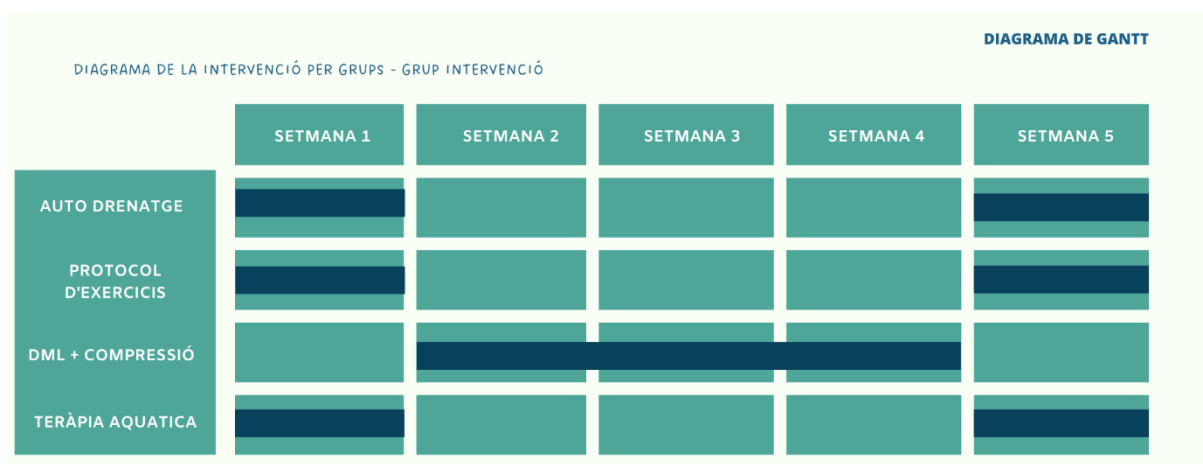 DIAGRAMA DE GANTT
DIAGRAMA DE LA INTERVENCIÓ PER GRUPS - GRUP INTERVENCIÓ
SETMANA 1
SETMANA 2
SETMANA 3
SETMANA 4
SETMANA 5
AUTO DRENATGE
PROTOCOL
D'EXERCICIS
DML + COMPRESSIÓ
TERÀPIA AQUATICA